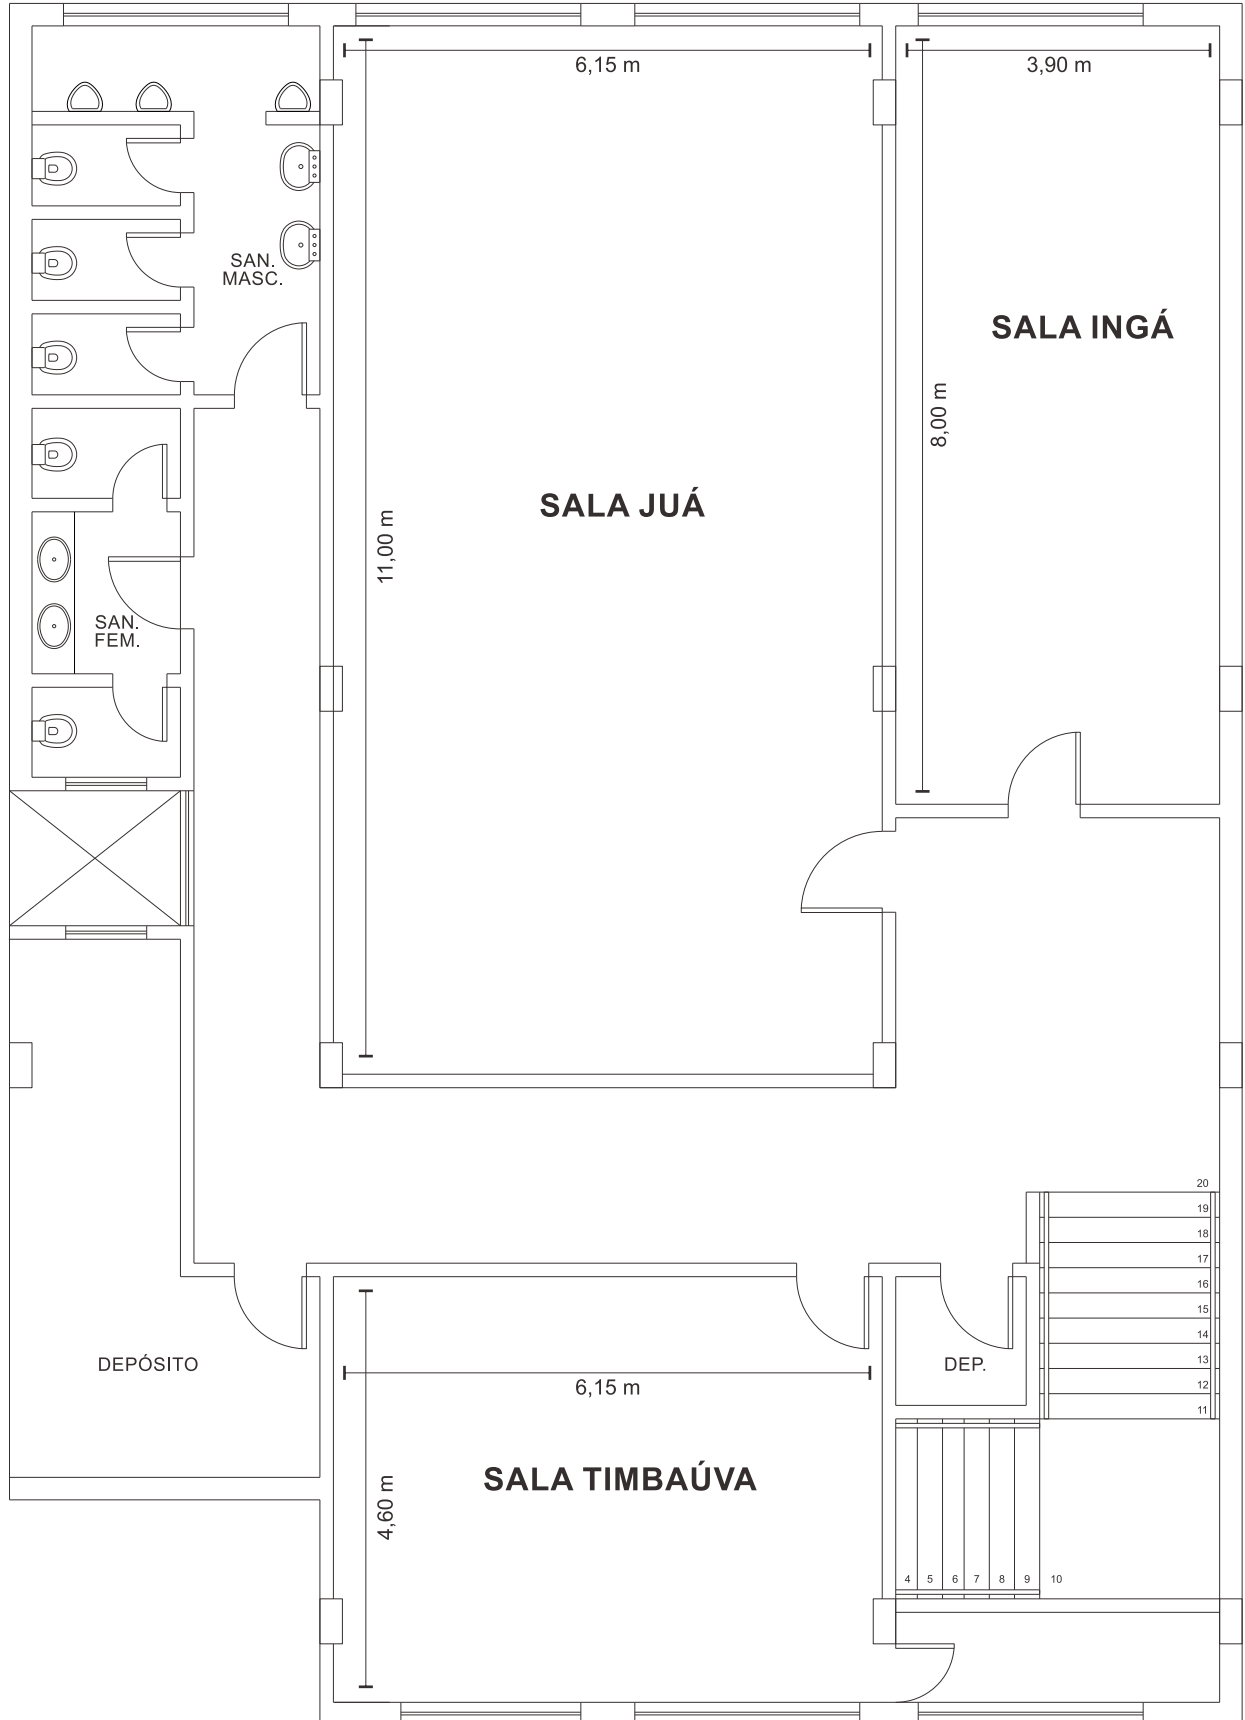 6,15 m
3,90 m
SAN.
MASC.
SALA INGÁ
8,00 m
SALA JUÁ
11,00 m
SAN.
FEM.
20
19
18
17
16
15
14
13
12
11
DEPÓSITO
DEP.
6,15 m
SALA TIMBAÚVA
4,60 m
4 5 6 7 8 9 10